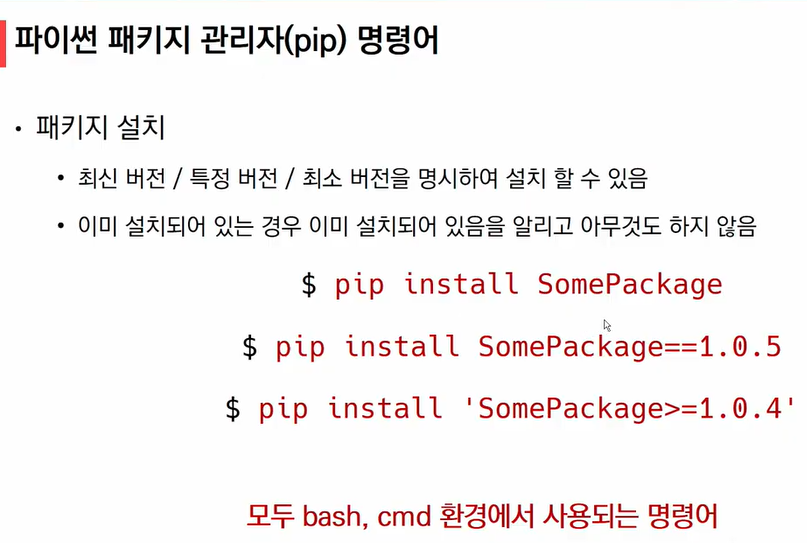 파이썬 패키지 관리자(pip) 명령어
• 패키지 설치
• 최신 버전 / 특정 버전 / 최소 버전을 명시하여 설치 할 수 있음
• 이미 설치되어 있는 경우 이미 설치되어 있음을 알리고 아무것도 하지 않음
$ pip install SomePackage
$ pip install SomePackage==1.0.5
$ pip install 'SomePackage>=1.0.4'
모두 bash, cmd 환경에서 사용되는 명령어